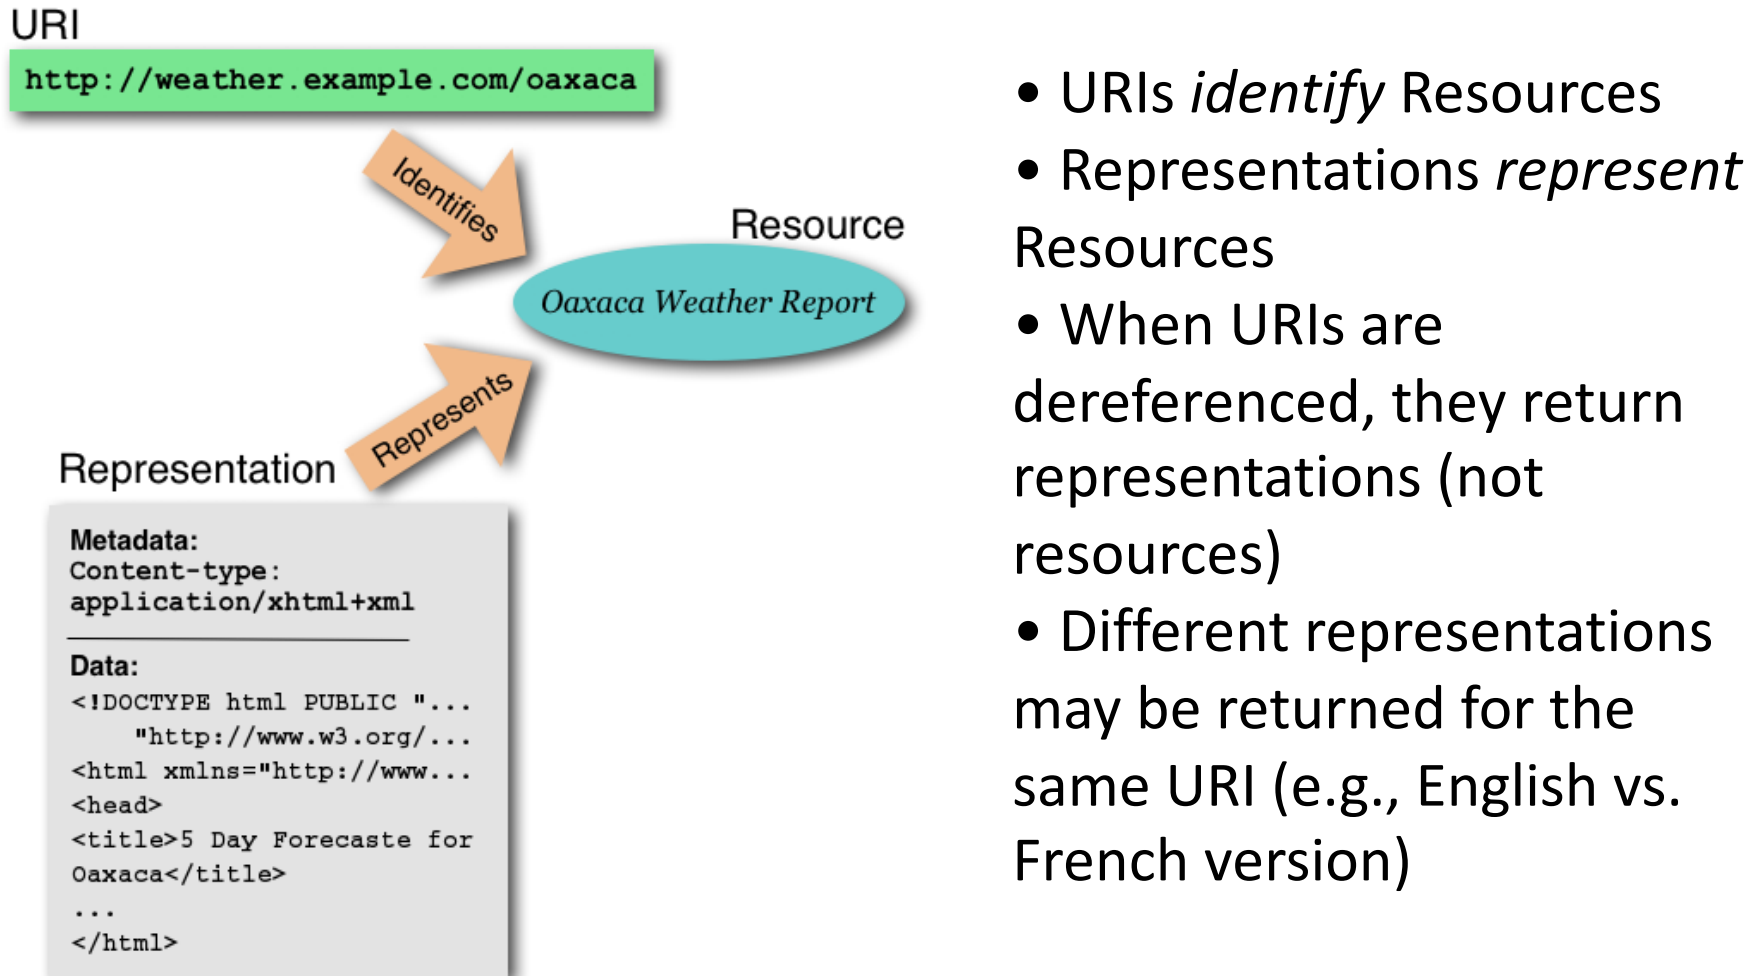 URI
http://weather.example.com/oaxaca
Identifies
Resource
Oaxaca Weather Report
Represents
Representation
Metadata:
Content-type:
application/xhtml+xml
Data:
<!DOCTYPE html PUBLIC "...
"http://www.w3.org/...
<html xmlns="http://www...
<head>
<title>5 Day Forecaste for
Oaxaca</title>
...
</html>
• URIs identify Resources
• Representations represent
Resources
• When URIs are
dereferenced, they return
representations (not
resources)
• Different representations
may be returned for the
same URI (e.g., English vs.
French version)